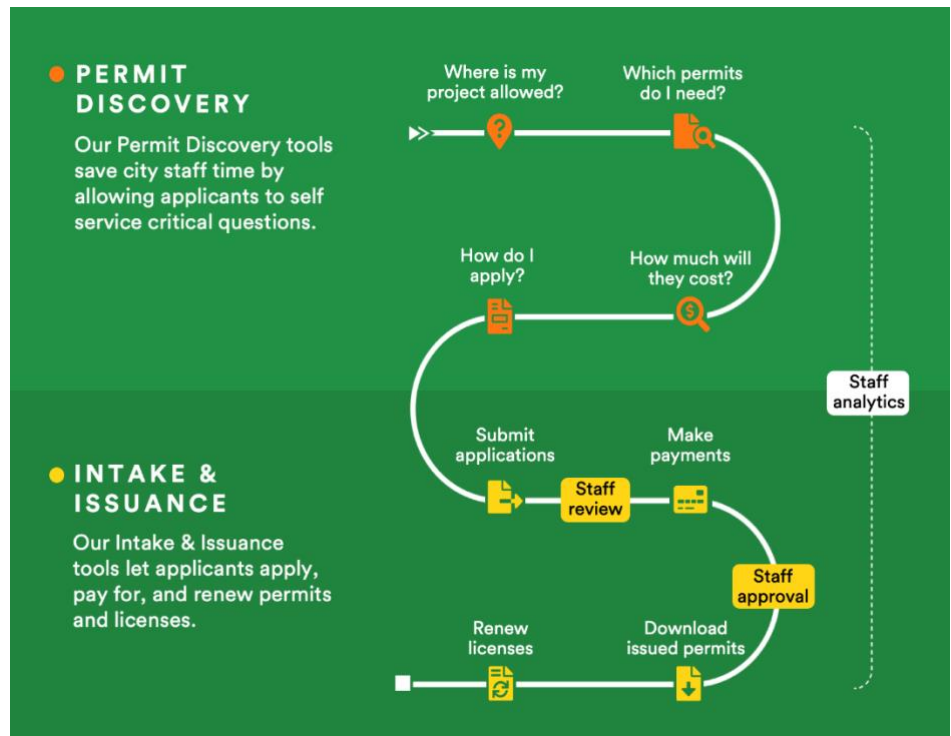 PERMIT
DISCOVERY
Our Permit Discovery tools
save city staff time by
allowing applicants to self
service critical questions.
Where is my
project allowed?
Which permits
do I need?
?
How do I
apply?
How much will
they cost?
$
Staff
analytics
INTAKE &
ISSUANCE
Our Intake & Issuance
tools let applicants apply,
pay for, and renew permits
and licenses.
Submit
applications
Staff
review
Make
payments
Staff
approval
Renew
licenses
Download
issued permits